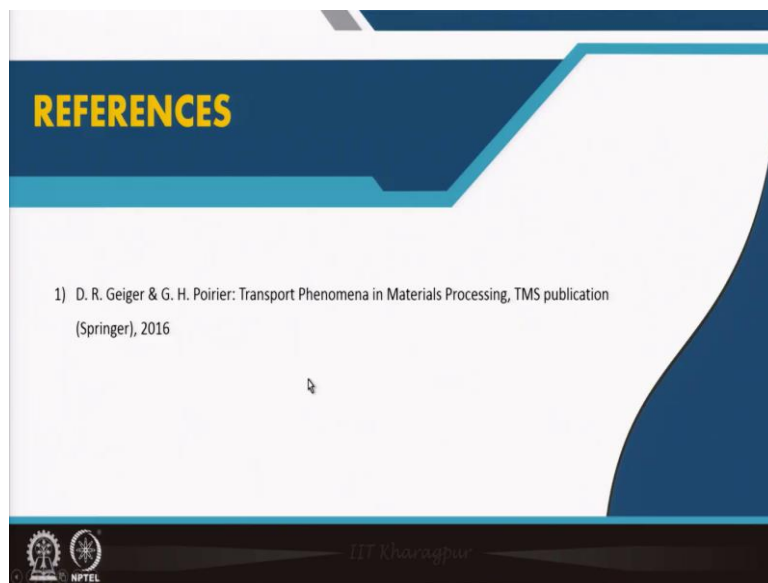 REFERENCES
1) D. R. Geiger & G. H. Poirier: Transport Phenomena in Materials Processing, TMS publication
(Springer), 2016
IIT Kharagpur
NPTEL